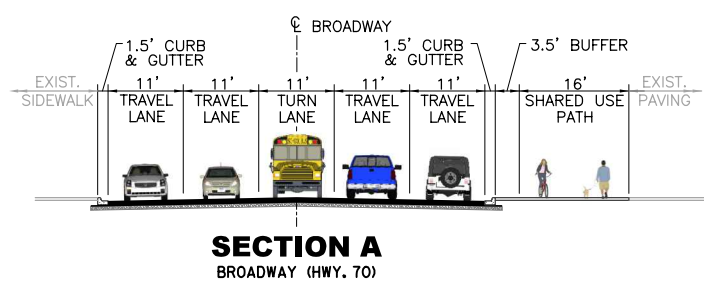 ℄ BROADWAY
1.5' CURB
& GUTTER
1.5' CURB
& GUTTER
3.5' BUFFER
EXIST.
SIDEWALK
11'
TRAVEL
LANE
11'
TRAVEL
LANE
11'
TURN
LANE
11'
TRAVEL
LANE
11'
TRAVEL
LANE
16'
SHARED USE
PATH
EXIST.
PAVING
SECTION A
BROADWAY (HWY. 70)